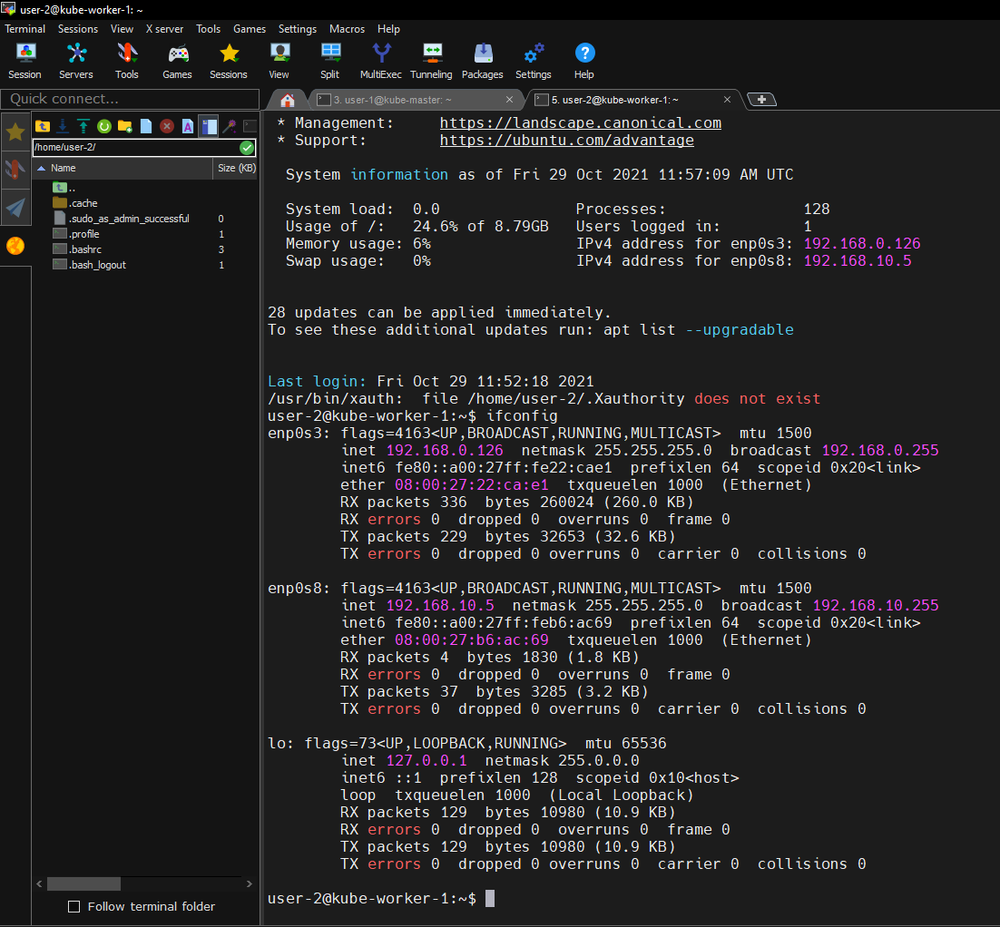 user-2@kube-worker-1: ~
Terminal Sessions View X server Tools Games Settings Macros Help
Session Servers Tools Games Sessions View Split MultiExec Tunneling Packages Settings Help
Quick connect...
3. user-1@kube-master: ~
5. user-2@kube-worker-1: ~
/home/user-2/
Name Size (KB)
..
.cache
.sudo_as_admin_successful 0
.profile 1
.bashrc 3
.bash_logout 1
Follow terminal folder
* Management: https://landscape.canonical.com
* Support: https://ubuntu.com/advantage
System information as of Fri 29 Oct 2021 11:57:09 AM UTC
System load: 0.0 Processes: 128
Usage of /: 24.6% of 8.79GB Users logged in: 1
Memory usage: 6% IPv4 address for enp0s3: 192.168.0.126
Swap usage: 0% IPv4 address for enp0s8: 192.168.10.5
28 updates can be applied immediately.
To see these additional updates run: apt list --upgradable
Last login: Fri Oct 29 11:52:18 2021
/usr/bin/xauth: file /home/user-2/.Xauthority does not exist
user-2@kube-worker-1:~$ ifconfig
enp0s3: flags=4163<UP,BROADCAST,RUNNING,MULTICAST> mtu 1500
inet 192.168.0.126 netmask 255.255.255.0 broadcast 192.168.0.255
inet6 fe80::a00:27ff:fe22:cae1 prefixlen 64 scopeid 0x20<link>
ether 08:00:27:22:ca:e1 txqueuelen 1000 (Ethernet)
RX packets 336 bytes 260024 (260.0 KB)
RX errors 0 dropped 0 overruns 0 frame 0
TX packets 229 bytes 32653 (32.6 KB)
TX errors 0 dropped 0 overruns 0 carrier 0 collisions 0
enp0s8: flags=4163<UP,BROADCAST,RUNNING,MULTICAST> mtu 1500
inet 192.168.10.5 netmask 255.255.255.0 broadcast 192.168.10.255
inet6 fe80::a00:27ff:feb6:ac69 prefixlen 64 scopeid 0x20<link>
ether 08:00:27:b6:ac:69 txqueuelen 1000 (Ethernet)
RX packets 4 bytes 1830 (1.8 KB)
RX errors 0 dropped 0 overruns 0 frame 0
TX packets 37 bytes 3285 (3.2 KB)
TX errors 0 dropped 0 overruns 0 carrier 0 collisions 0
lo: flags=73<UP,LOOPBACK,RUNNING> mtu 65536
inet 127.0.0.1 netmask 255.0.0.0
inet6 ::1 prefixlen 128 scopeid 0x10<host>
loop txqueuelen 1000 (Local Loopback)
RX packets 129 bytes 10980 (10.9 KB)
RX errors 0 dropped 0 overruns 0 frame 0
TX packets 129 bytes 10980 (10.9 KB)
TX errors 0 dropped 0 overruns 0 carrier 0 collisions 0
user-2@kube-worker-1:~$